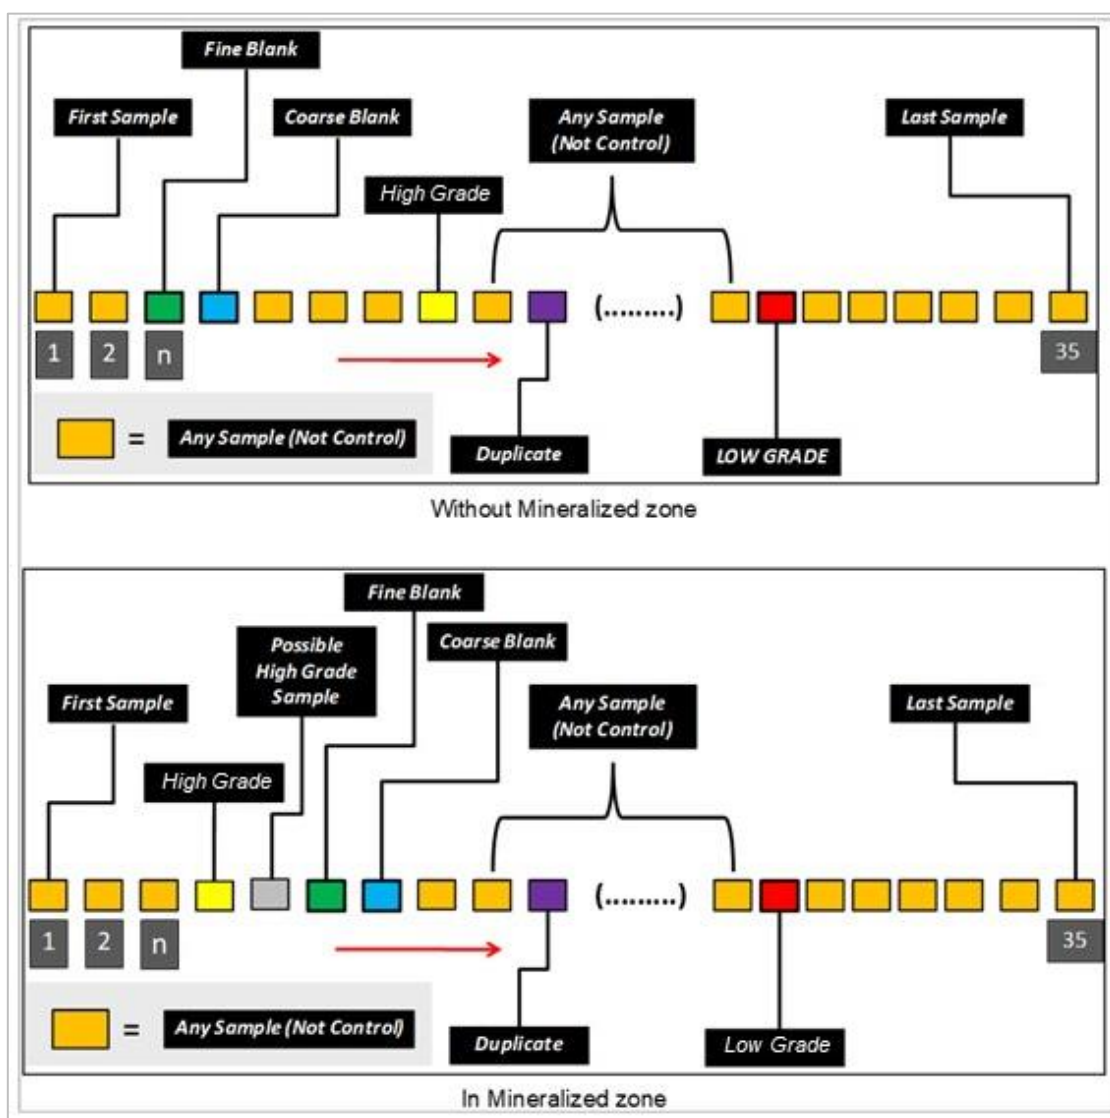 Fine Blank
First Sample
Coarse Blank
Any Sample
(Not Control)
Last Sample
High Grade
(.........)
1
2
n
35
=
Any Sample (Not Control)
Duplicate
LOW GRADE
Without Mineralized zone
Fine Blank
Possible
High Grade
Sample
Coarse Blank
First Sample
Any Sample
(Not Control)
Last Sample
High Grade
(.........)
1
2
n
35
=
Any Sample (Not Control)
Duplicate
Low Grade
In Mineralized zone